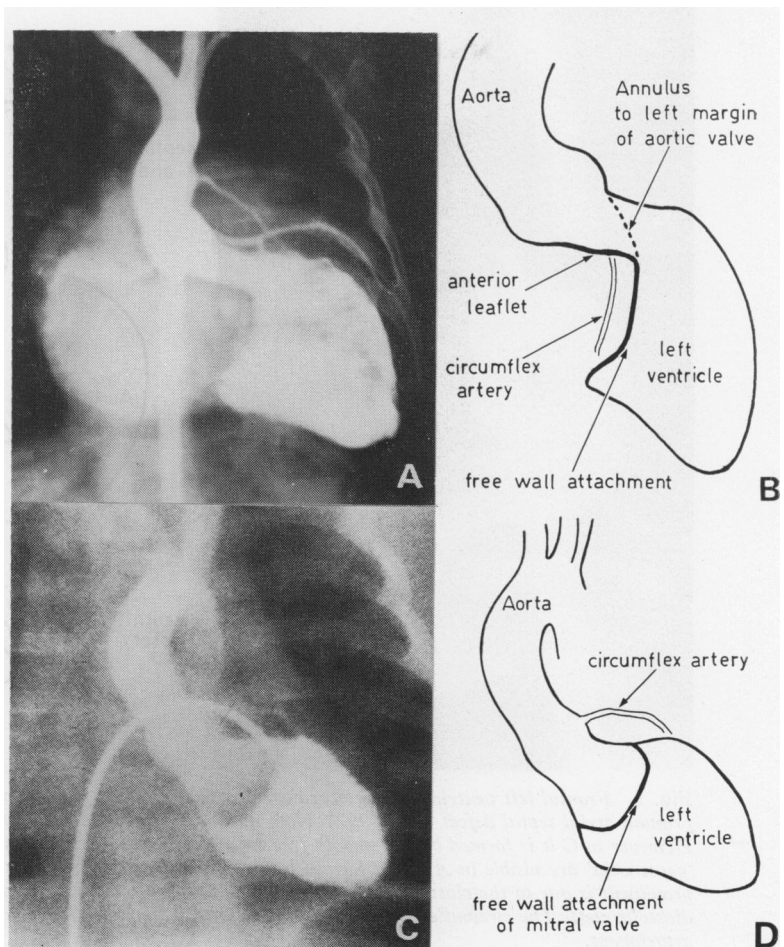 A
Aorta
Annulus
to left margin
of aortic valve
anterior
leaflet
circumflex
artery
left
ventricle
free wall attachment
B
C
Aorta
circumflex artery
left
ventricle
free wall attachment
of mitral valve
D